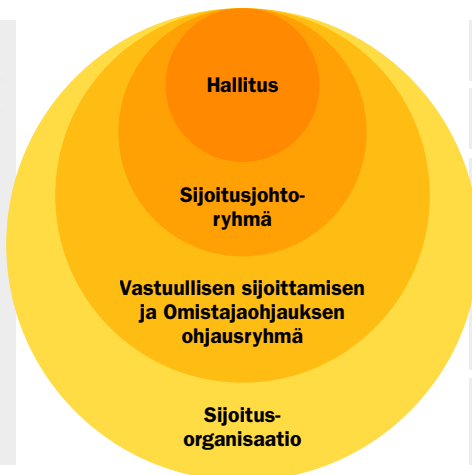 Hallitus
Sijoitusjohto-
ryhmä
Vastuullisen sijoittamisen
ja Omistajaohjauksen
ohjausryhmä
Sijoitus-
organisaatio